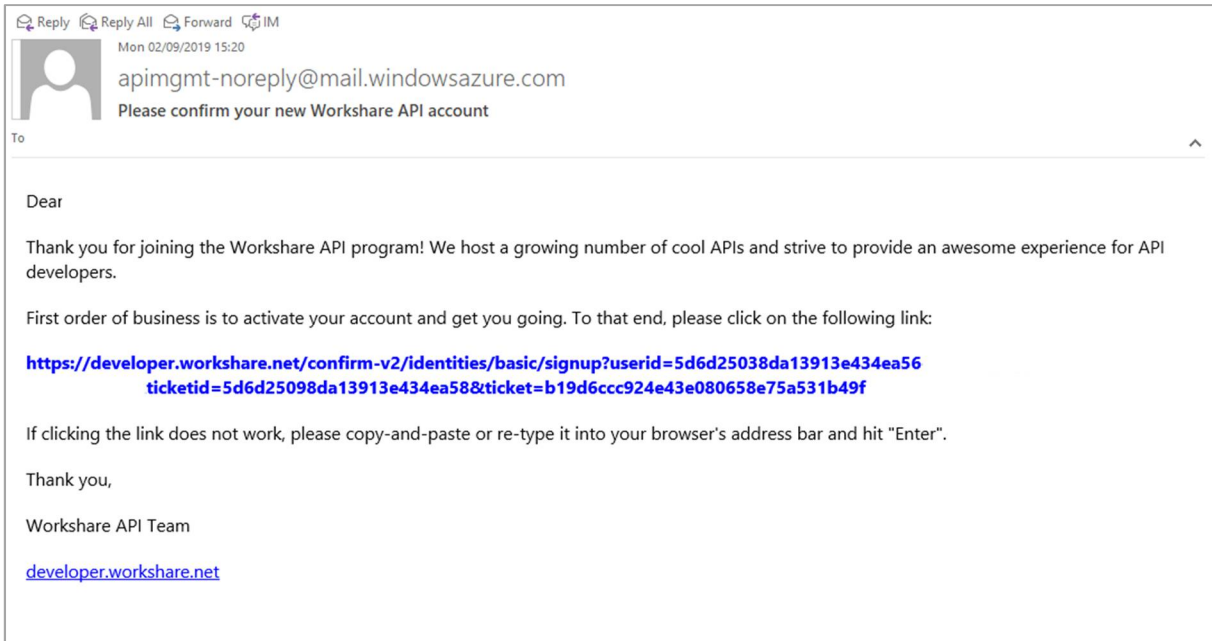 Reply Reply All Forward IM
Mon 02/09/2019 15:20
apimgmt-noreply@mail.windowsazure.com
Please confirm your new Workshare API account
To
Dear
Thank you for joining the Workshare API program! We host a growing number of cool APIs and strive to provide an awesome experience for API
developers.
First order of business is to activate your account and get you going. To that end, please click on the following link:
https://developer.workshare.net/confirm-v2/identities/basic/signup?userid=5d6d25038da13913e434ea56
ticketid=5d6d25098da13913e434ea58&ticket=b19d6ccc924e43e080658e75a531b49f
If clicking the link does not work, please copy-and-paste or re-type it into your browser's address bar and hit "Enter".
Thank you,
Workshare API Team
developer.workshare.net